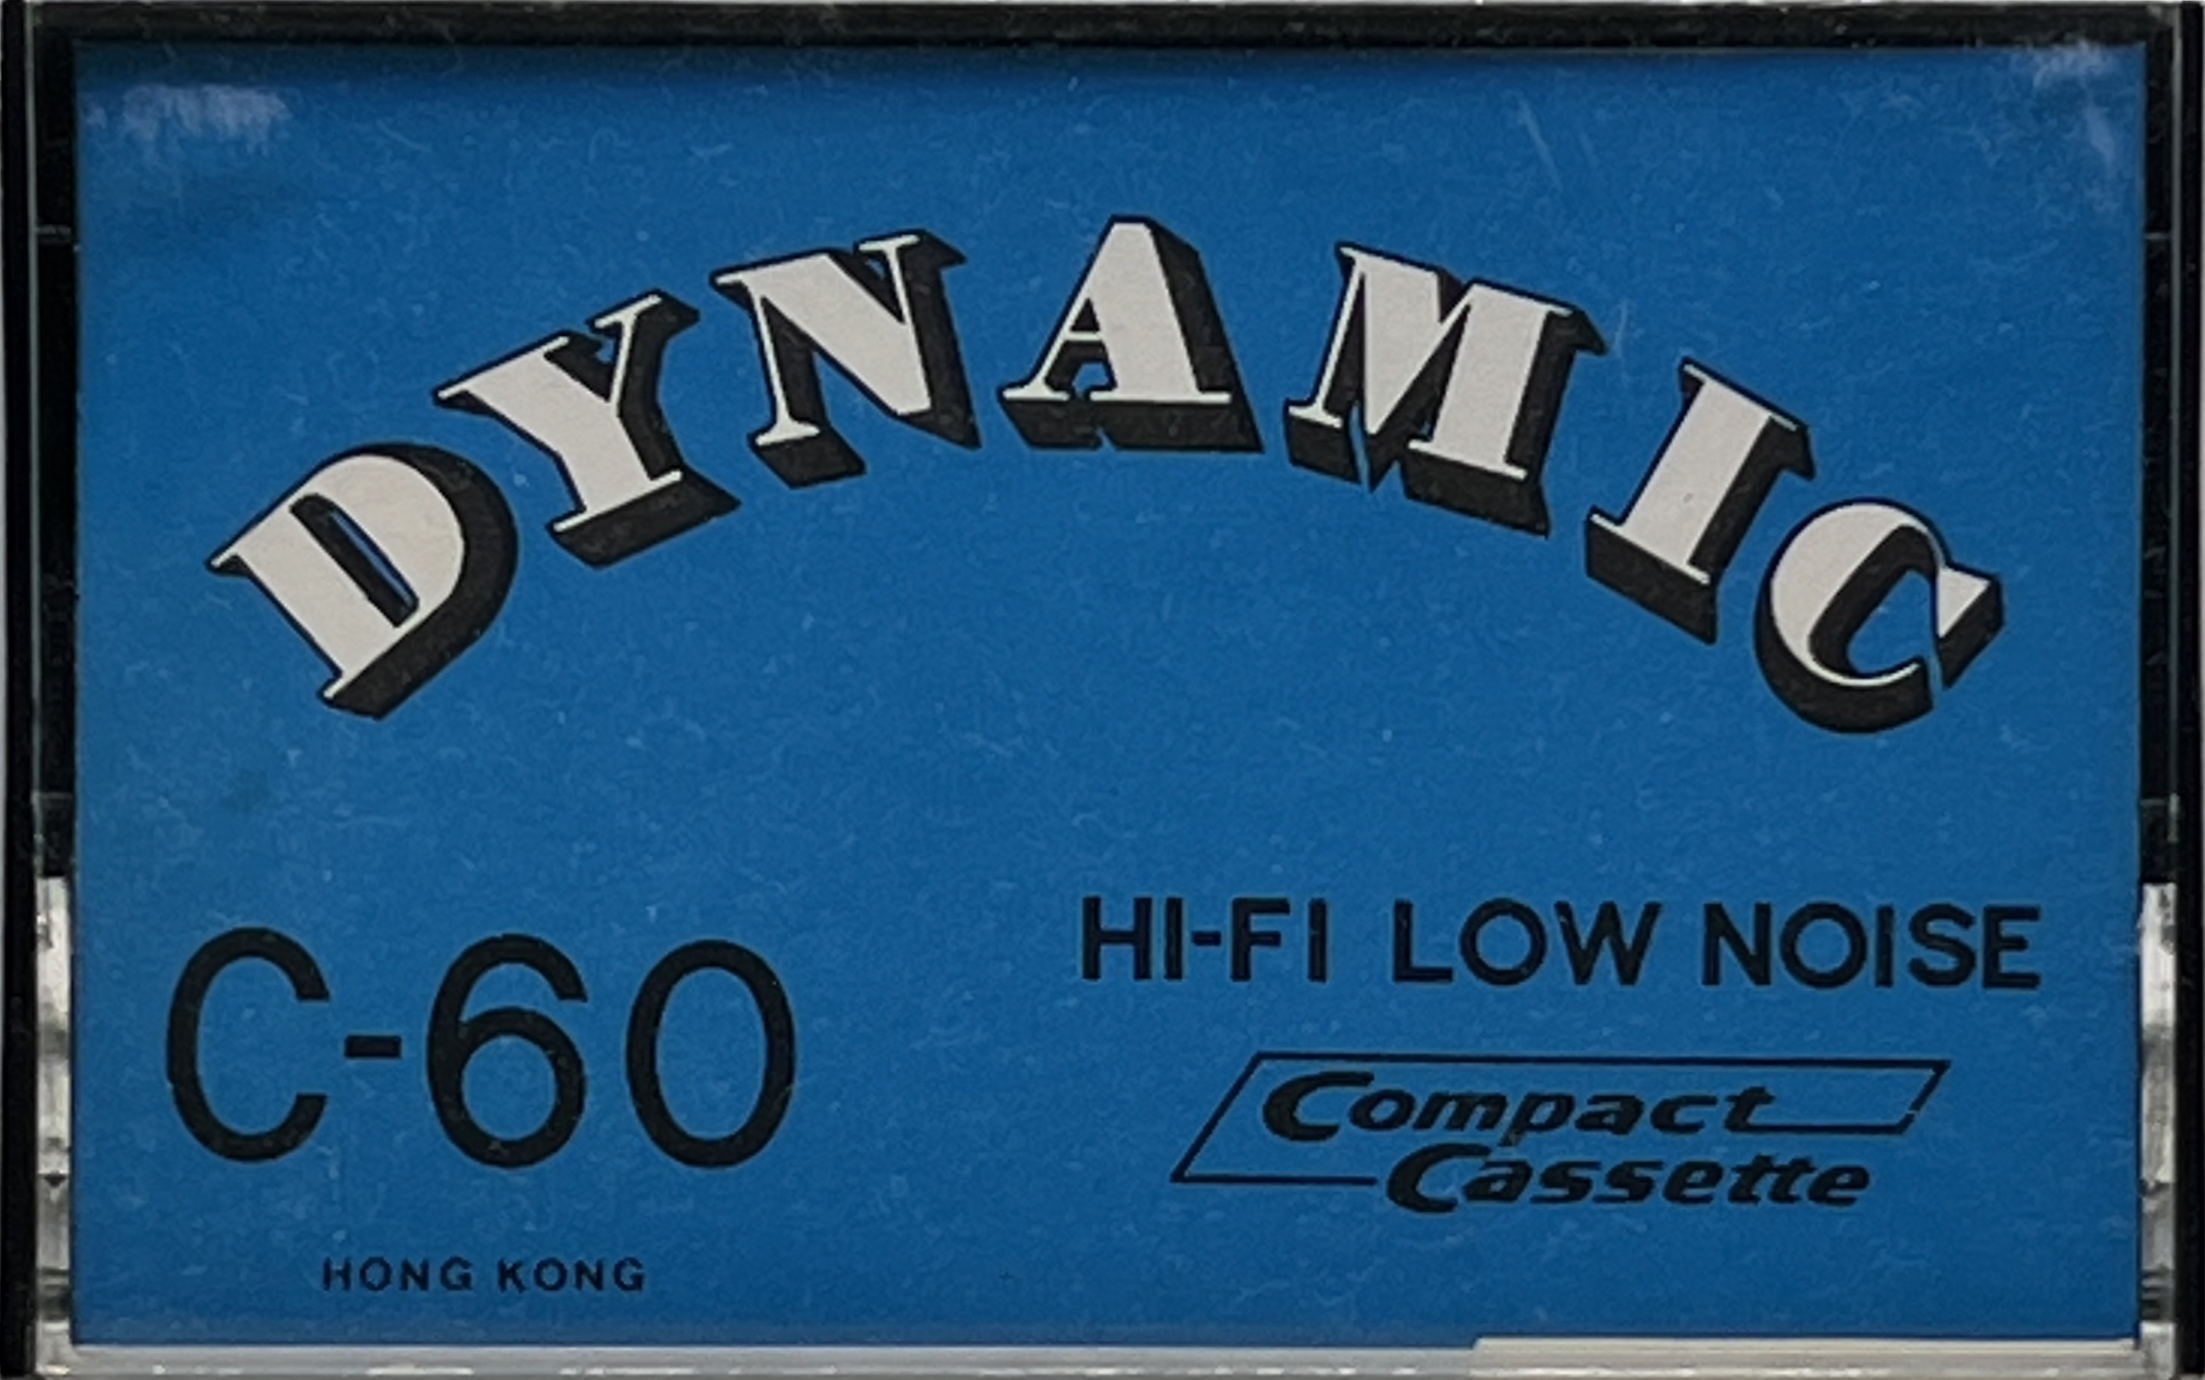 DYNAMIC
C-60
HI-FI LOW NOISE
Compact
Cassette
HONG KONG